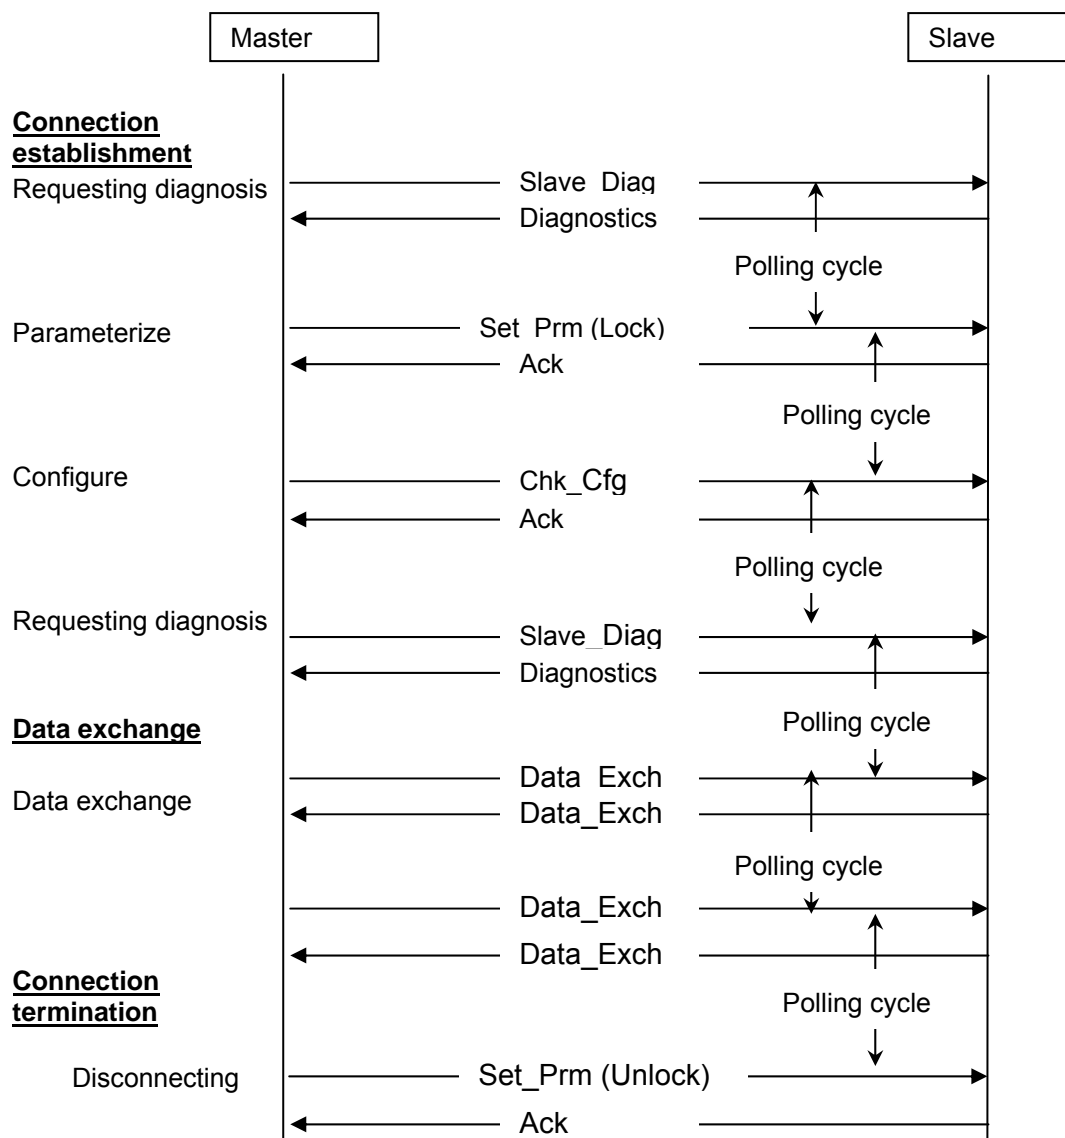 Master
Slave
Connection
establishment
Requesting diagnosis
Slave_Diag
Diagnostics
Polling cycle
Parameterize
Set_Prm (Lock)
Ack
Polling cycle
Configure
Chk_Cfg
Ack
Polling cycle
Requesting diagnosis
Slave_Diag
Diagnostics
Data exchange
Polling cycle
Data exchange
Data_Exch
Data_Exch
Polling cycle
Data_Exch
Data_Exch
Connection
termination
Polling cycle
Disconnecting
Set_Prm (Unlock)
Ack